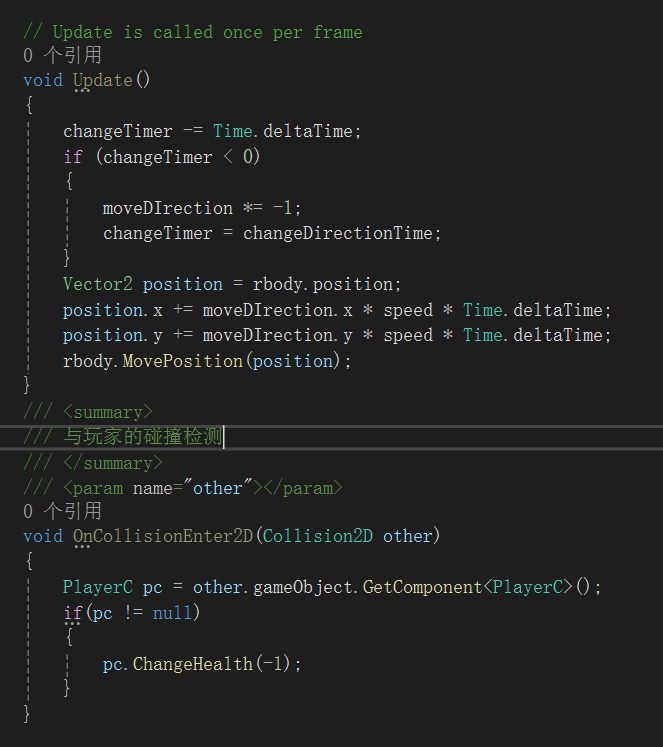 // Update is called once per frame
0 个引用
void Update()
{
changeTimer -= Time.deltaTime;
if (changeTimer < 0)
{
moveDIrection *= -1;
changeTimer = changeDirectionTime;
}
Vector2 position = rbody.position;
position.x += moveDIrection.x * speed * Time.deltaTime;
position.y += moveDIrection.y * speed * Time.deltaTime;
rbody.MovePosition(position);
}
/// <summary>
/// 与玩家的碰撞检测
/// </summary>
/// <param name="other"></param>
0 个引用
void OnCollisionEnter2D(Collision2D other)
{
PlayerC pc = other.gameObject.GetComponent<PlayerC>();
if(pc != null)
{
pc.ChangeHealth(-1);
}
}